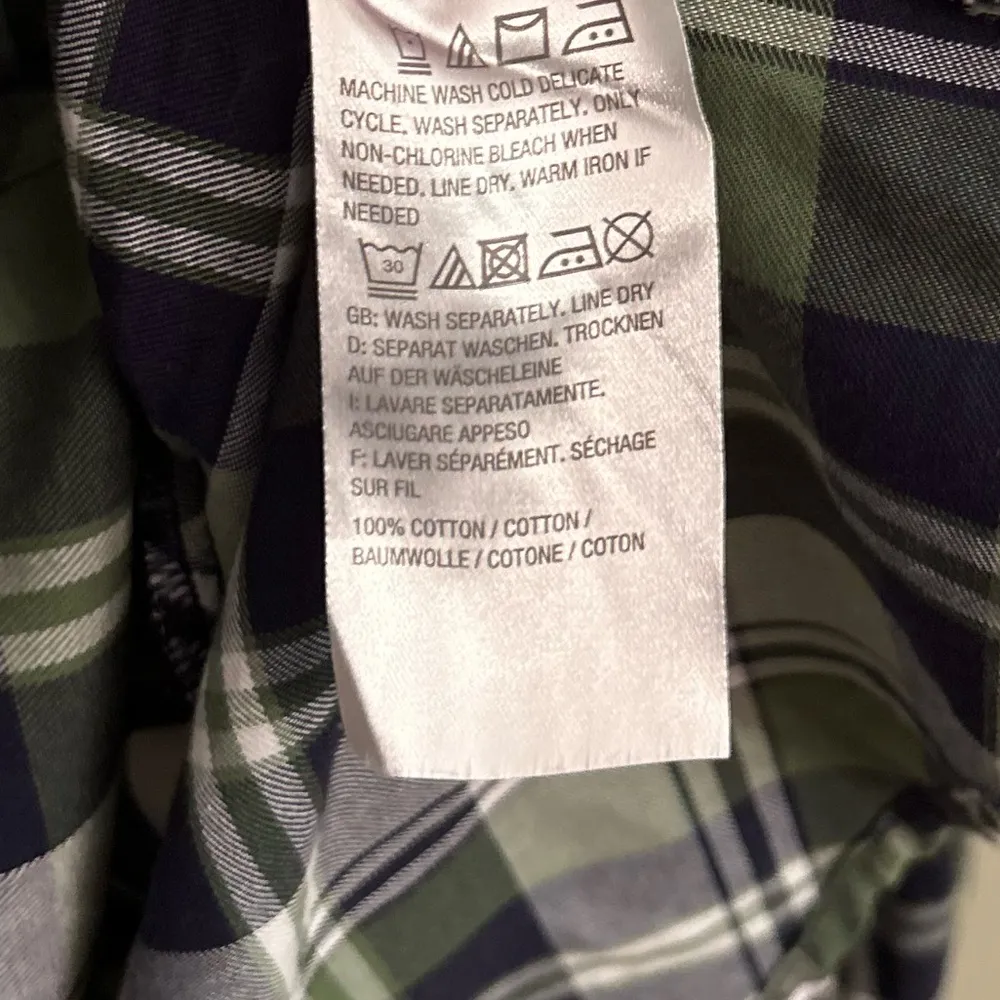 MACHINE WASH COLD DELICATE
CYCLE. WASH SEPARATELY. ONLY
NON-CHLORINE BLEACH WHEN
NEEDED. LINE DRY. WARM IRON IF
NEEDED
30
GB: WASH SEPARATELY. LINE DRY
D: SEPARAT WASCHEN. TROCKNEN
AUF DER WÄSCHELEINE
I: LAVARE SEPARATAMENTE.
ASCIUGARE APPESO
F: LAVER SÉPARÉMENT. SÉCHAGE
SUR FIL
100% COTTON / COTTON /
BAUMWOLLE / COTONE / COTON